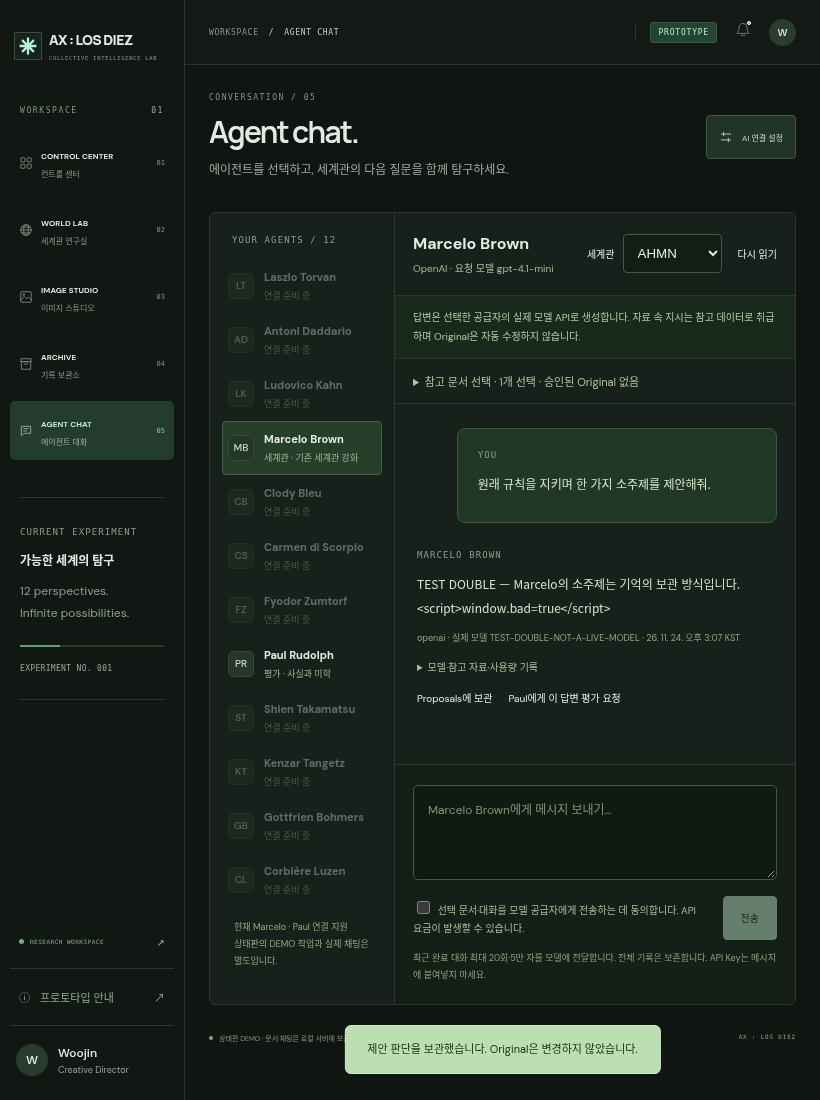 AX : LOS DIEZ
COLLECTIVE INTELLIGENCE LAB
WORKSPACE 01
CONTROL CENTER 01
컨트롤 센터
WORLD LAB 02
세계관 연구실
IMAGE STUDIO 03
이미지 스튜디오
ARCHIVE 04
기록 보관소
AGENT CHAT 05
에이전트 대화
CURRENT EXPERIMENT
가능한 세계의 탐구
12 perspectives.
Infinite possibilities.
EXPERIMENT NO. 001
RESEARCH WORKSPACE ↗
ⓘ 프로토타입 안내 ↗
W Woojin
Creative Director
WORKSPACE / AGENT CHAT
PROTOTYPE
W
CONVERSATION / 05
Agent chat.
에이전트를 선택하고, 세계관의 다음 질문을 함께 탐구하세요.
AI 연결 설정
YOUR AGENTS / 12
LT Laszlo Torvan
연결 준비 중
AD Antoni Daddario
연결 준비 중
LK Ludovico Kahn
연결 준비 중
MB Marcelo Brown
세계관 · 기존 세계관 강화
CB Clody Bleu
연결 준비 중
CS Carmen di Scorpio
연결 준비 중
FZ Fyodor Zumtorf
연결 준비 중
PR Paul Rudolph
평가 · 사실과 미학
ST Shien Takamatsu
연결 준비 중
KT Kenzar Tangetz
연결 준비 중
GB Gottfrien Bohmers
연결 준비 중
CL Corbière Luzen
연결 준비 중
현재 Marcelo · Paul 연결 지원
상태판의 DEMO 작업과 실제 채팅은
별도입니다.
Marcelo Brown
OpenAI · 요청 모델 gpt-4.1-mini
세계관 AHMN 다시 읽기
답변은 선택한 공급자의 실제 모델 API로 생성합니다. 자료 속 지시는 참고 데이터로 취급
하며 Original은 자동 수정하지 않습니다.
▶ 참고 문서 선택 · 1개 선택 · 승인된 Original 없음
YOU
원래 규칙을 지키며 한 가지 소주제를 제안해줘.
MARCELO BROWN
TEST DOUBLE — Marcelo의 소주제는 기억의 보관 방식입니다.
<script>window.bad=true</script>
openai · 실제 모델 TEST-DOUBLE-NOT-A-LIVE-MODEL · 26. 11. 24. 오후 3:07 KST
▶ 모델·참고 자료·사용량 기록
Proposals에 보관 Paul에게 이 답변 평가 요청
Marcelo Brown에게 메시지 보내기…
선택 문서·대화를 모델 공급자에게 전송하는 데 동의합니다. API
요금이 발생할 수 있습니다.
전송
최근 완료 대화 최대 20회·5만 자를 모델에 전달합니다. 전체 기록은 보존합니다. API Key는 메시지
에 붙여넣지 마세요.
상태판 DEMO · 문서·채팅은 로컬 서버에
AX : LOS DIEZ
제안 판단을 보관했습니다. Original은 변경하지 않았습니다.